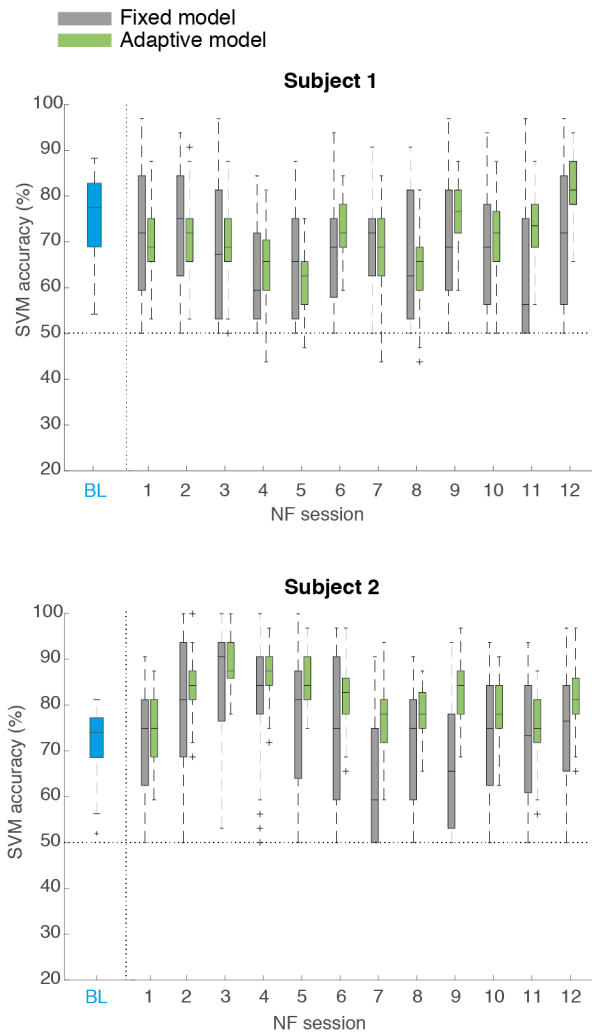 Fixed model
Adaptive model
Subject 1
100
90
80
70
60
50
40
30
20
SVM accuracy (%)
BL 1 2 3 4 5 6 7 8 9 10 11 12
NF session
Subject 2
100
90
80
70
60
50
40
30
20
SVM accuracy (%)
BL 1 2 3 4 5 6 7 8 9 10 11 12
NF session